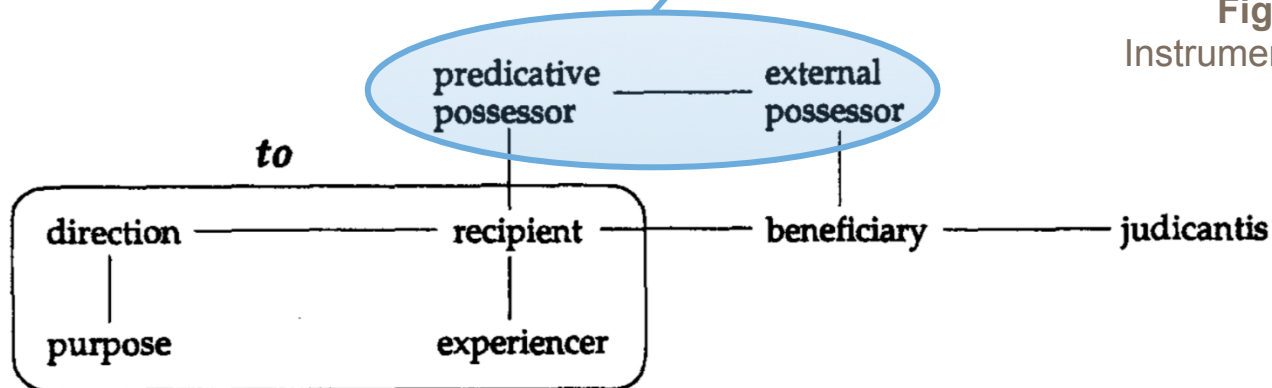 Fig
Instrumen
predicative possessor
external possessor
to
direction
recipient
beneficiary
judicantis
purpose
experiencer